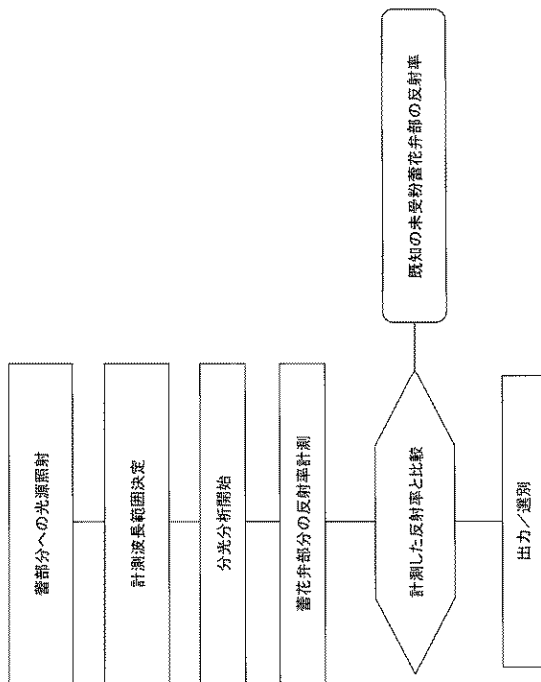 蕾部分への光源照射
計測波長範囲決定
分光分析開始
蕾花弁部分の反射率計測
計測した反射率と比較
既知の未受粉蕾花弁部の反射率
出力／選別